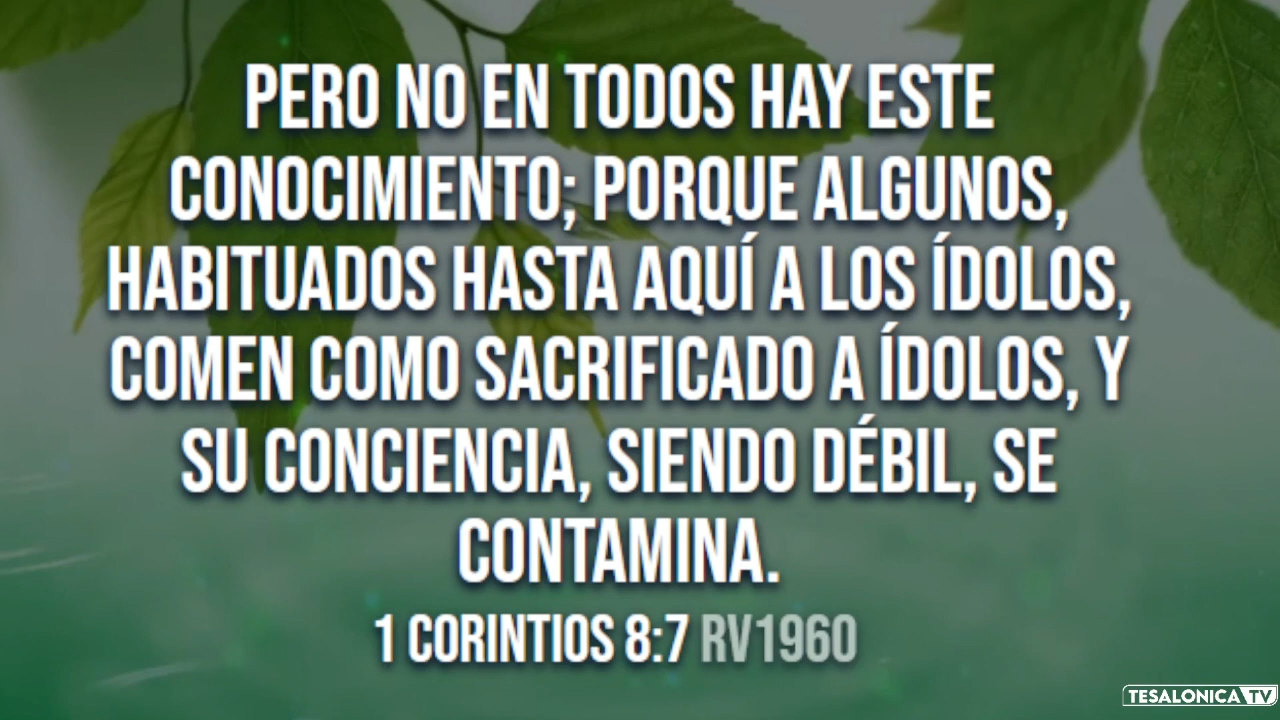 PERO NO EN TODOS HAY ESTE
CONOCIMIENTO; PORQUE ALGUNOS,
HABITUADOS HASTA AQUÍ A LOS ÍDOLOS,
COMEN COMO SACRIFICADO A ÍDOLOS, Y
SU CONCIENCIA, SIENDO DÉBIL, SE
CONTAMINA.
1 CORINTIOS 8:7 RV1960
TESALONICA TV